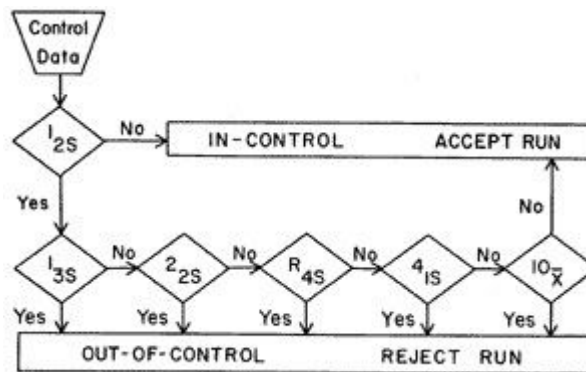 Control
Data
1 2S
No
IN-CONTROL ACCEPT RUN
Yes
No
1 3S
No
2 2S
No
R 4S
No
4 1S
No
10 X̄
Yes
Yes
Yes
Yes
Yes
OUT-OF-CONTROL REJECT RUN